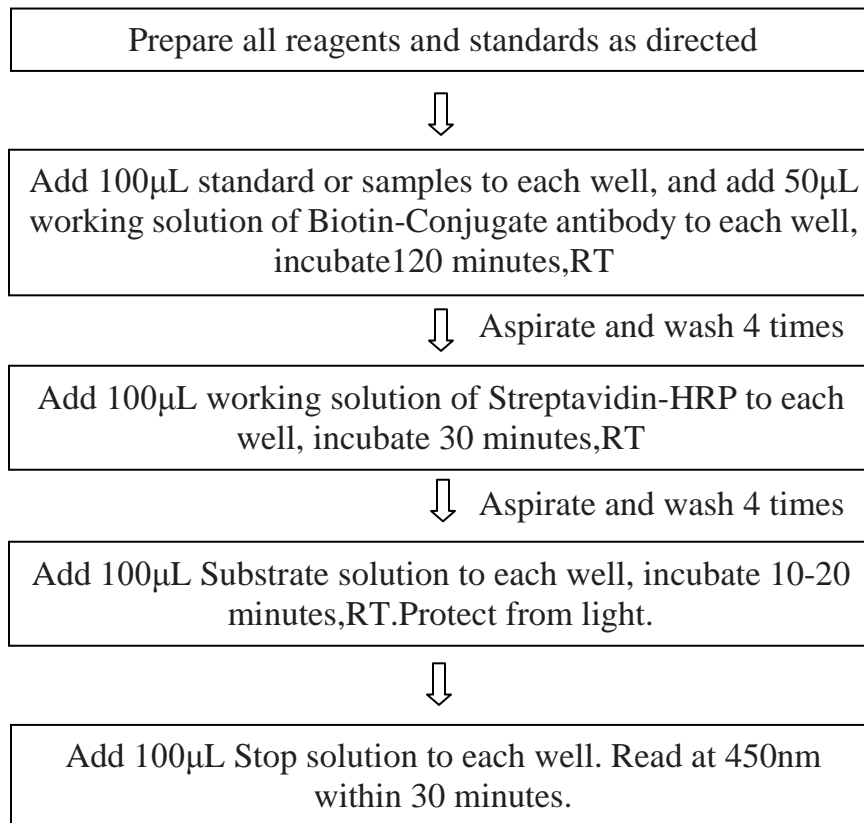 Prepare all reagents and standards as directed
Add 100μL standard or samples to each well, and add 50μL
working solution of Biotin-Conjugate antibody to each well,
incubate120 minutes,RT
Aspirate and wash 4 times
Add 100μL working solution of Streptavidin-HRP to each
well, incubate 30 minutes,RT
Aspirate and wash 4 times
Add 100μL Substrate solution to each well, incubate 10-20
minutes,RT.Protect from light.
Add 100μL Stop solution to each well. Read at 450nm
within 30 minutes.